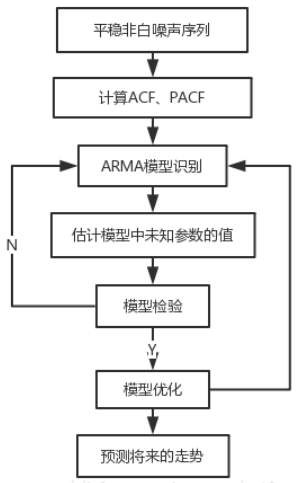 平稳非白噪声序列
计算ACF、PACF
ARMA模型识别
估计模型中未知参数的值
N
模型检验
Y
模型优化
预测将来的走势